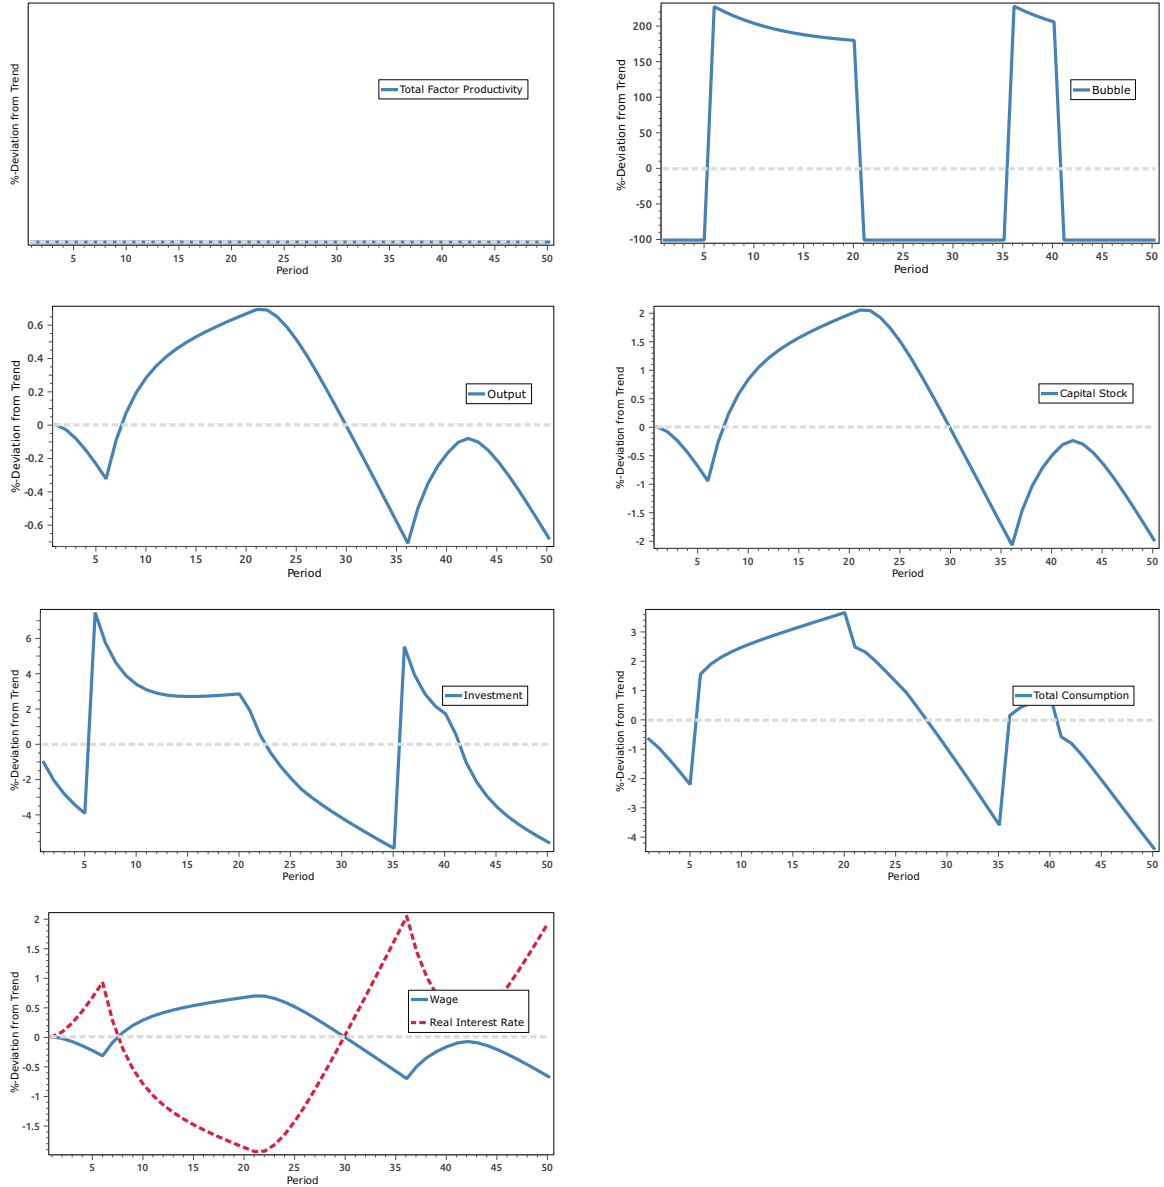 %-Deviation from Trend
Total Factor Productivity
5 10 15 20 25 30 35 40 45 50
Period
%-Deviation from Trend
200
150
100
50
0
-50
-100
Bubble
5 10 15 20 25 30 35 40 45 50
Period
%-Deviation from Trend
0.6
0.4
0.2
0
-0.2
-0.4
-0.6
Output
5 10 15 20 25 30 35 40 45 50
Period
%-Deviation from Trend
2
1.5
1
0.5
0
-0.5
-1
-1.5
-2
Capital Stock
5 10 15 20 25 30 35 40 45 50
Period
%-Deviation from Trend
6
4
2
0
-2
-4
Investment
5 10 15 20 25 30 35 40 45 50
Period
%-Deviation from Trend
3
2
1
0
-1
-2
-3
-4
Total Consumption
5 10 15 20 25 30 35 40 45 50
Period
%-Deviation from Trend
2
1.5
1
0.5
0
-0.5
-1
-1.5
Wage
Real Interest Rate
5 10 15 20 25 30 35 40 45 50
Period